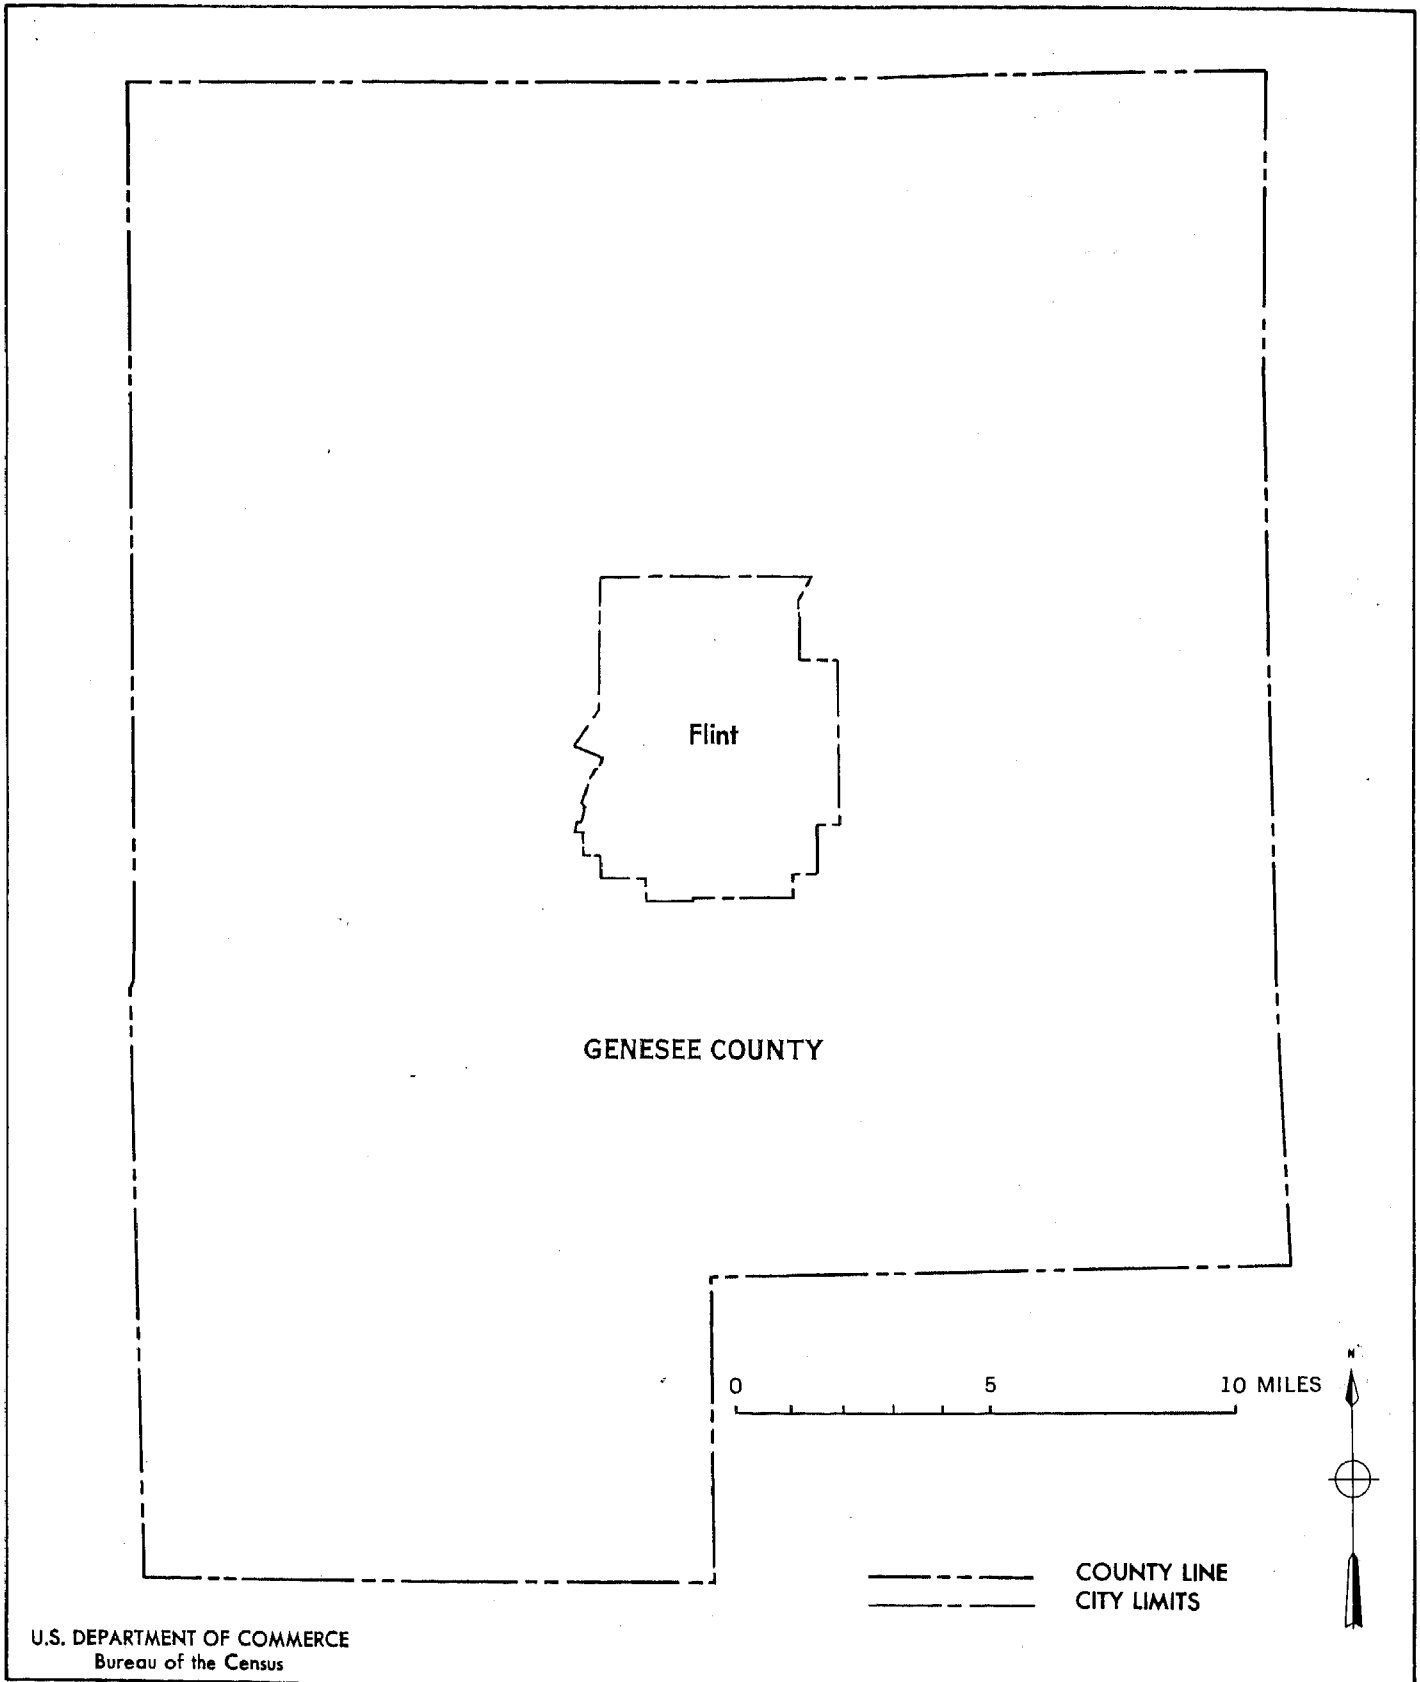 Flint
GENESEE COUNTY
N
0 5 10 MILES
COUNTY LINE
CITY LIMITS
U.S. DEPARTMENT OF COMMERCE
Bureau of the Census